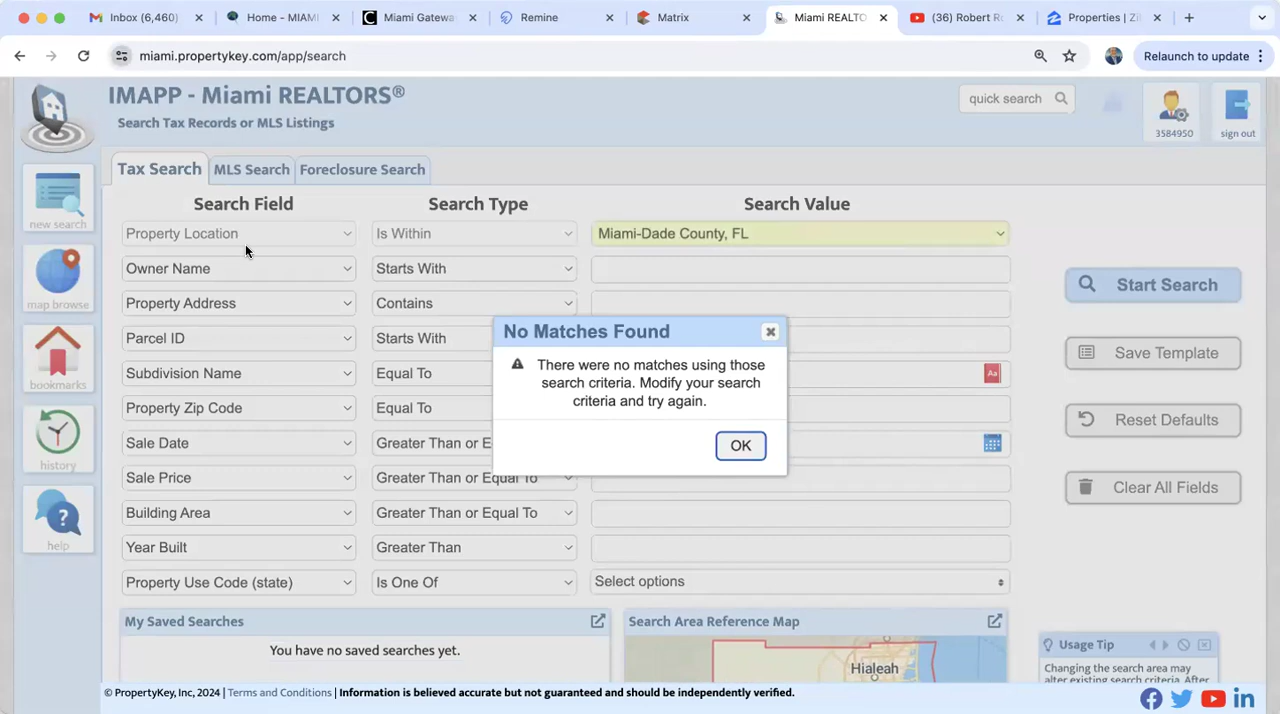 Inbox (6,460)
Home - MIAMI
Miami Gatewa
Remine
Matrix
Miami REALTO
(36) Robert Ro
Properties | Zi
miami.propertykey.com/app/search
Relaunch to update
IMAPP - Miami REALTORS®
Search Tax Records or MLS Listings
quick search
3584950
sign out
Tax Search
MLS Search
Foreclosure Search
new search
map browse
bookmarks
history
help
Search Field
Search Type
Search Value
Property Location
Is Within
Miami-Dade County, FL
Owner Name
Starts With
Property Address
Contains
Parcel ID
Starts With
Subdivision Name
Equal To
Aa
Property Zip Code
Equal To
Sale Date
Greater Than or E
Sale Price
Greater Than or Equal To
Building Area
Greater Than or Equal To
Year Built
Greater Than
Property Use Code (state)
Is One Of
Select options
Start Search
Save Template
Reset Defaults
Clear All Fields
No Matches Found
There were no matches using those
search criteria. Modify your search
criteria and try again.
OK
My Saved Searches
You have no saved searches yet.
Search Area Reference Map
Hialeah
Usage Tip
Changing the search area may
alter existing search criteria. After
© PropertyKey, Inc, 2024 | Terms and Conditions | Information is believed accurate but not guaranteed and should be independently verified.